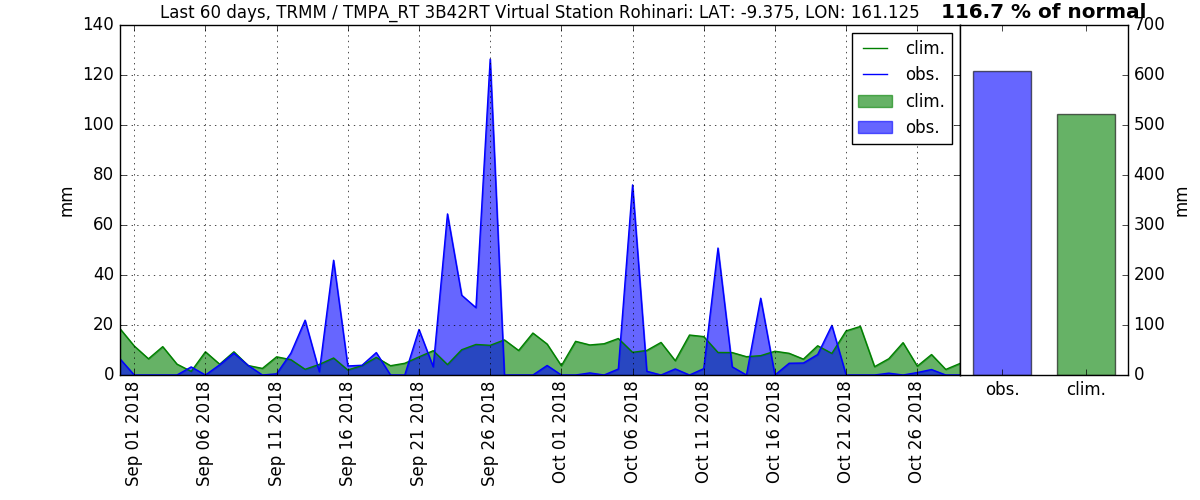 Last 60 days, TRMM / TMPA_RT 3B42RT Virtual Station Rohinari: LAT: -9.375, LON: 161.125
116.7 % of normal
140
120
100
80
60
40
20
0
mm
clim.
obs.
clim.
obs.
700
600
500
400
300
200
100
0
mm
Sep 01 2018
Sep 06 2018
Sep 11 2018
Sep 16 2018
Sep 21 2018
Sep 26 2018
Oct 01 2018
Oct 06 2018
Oct 11 2018
Oct 16 2018
Oct 21 2018
Oct 26 2018
obs.
clim.